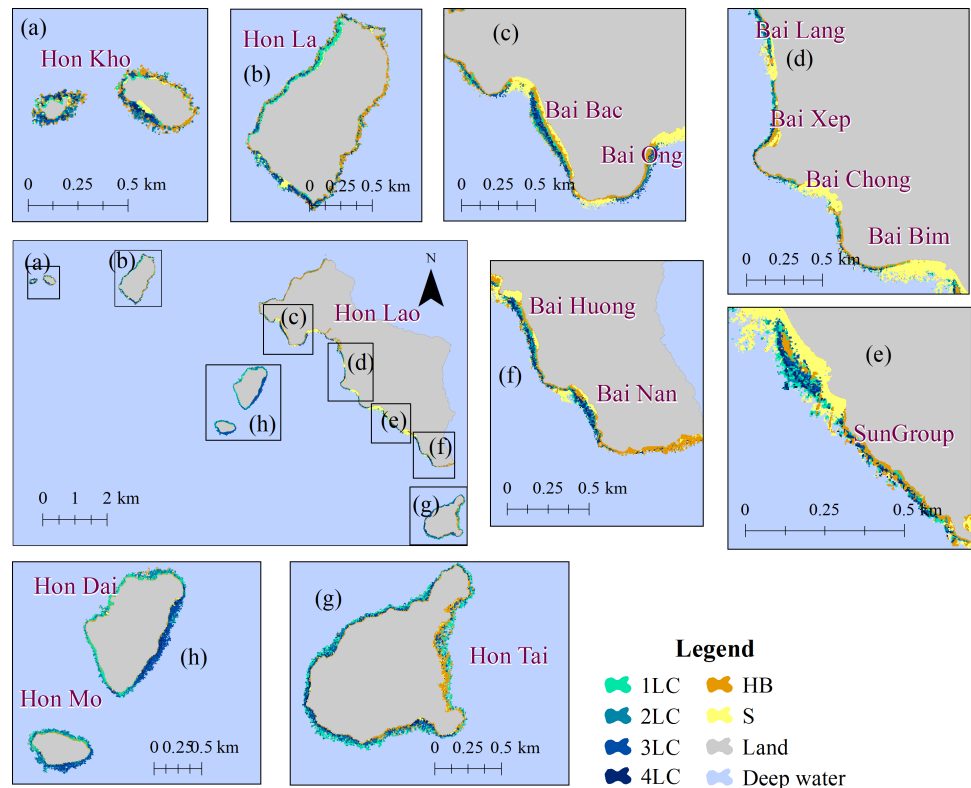 (a)
Hon Kho
0 0.25 0.5 km
Hon La
(b)
0 0.25 0.5 km
(c)
Bai Bac
Bai Ong
0 0.25 0.5 km
Bai Lang
(d)
Bai Xep
Bai Chong
Bai Bim
0 0.25 0.5 km
(a)
(b)
N
Hon Lao
(c)
(d)
(h)
(e)
(f)
(g)
0 1 2 km
Bai Huong
(f)
Bai Nan
0 0.25 0.5 km
(e)
SunGroup
0 0.25 0.5 km
Hon Dai
(h)
Hon Mo
0 0.25 0.5 km
(g)
Hon Tai
0 0.25 0.5 km
Legend
1LC HB
2LC S
3LC Land
4LC Deep water